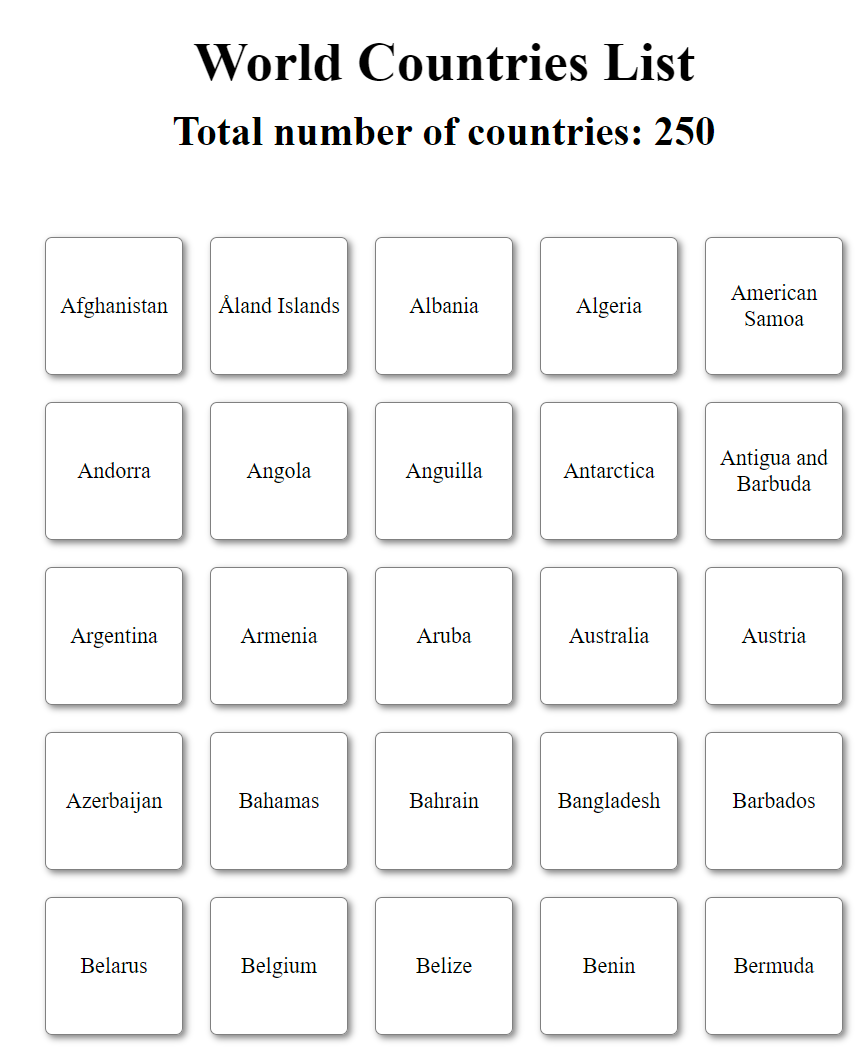 World Countries List
Total number of countries: 250
Afghanistan
Åland Islands
Albania
Algeria
American
Samoa
Andorra
Angola
Anguilla
Antarctica
Antigua and
Barbuda
Argentina
Armenia
Aruba
Australia
Austria
Azerbaijan
Bahamas
Bahrain
Bangladesh
Barbados
Belarus
Belgium
Belize
Benin
Bermuda